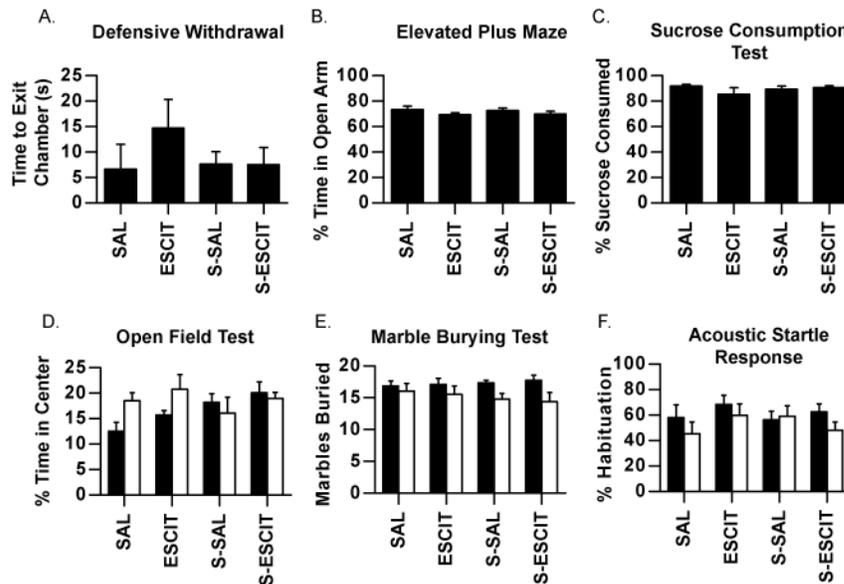 A.
Defensive Withdrawal
Time to Exit
Chamber (s)
25
20
15
10
5
0
SAL
ESCIT
S-SAL
S-ESCIT
B.
Elevated Plus Maze
% Time in Open Arm
100
80
60
40
20
0
SAL
ESCIT
S-SAL
S-ESCIT
C.
Sucrose Consumption
Test
% Sucrose Consumed
100
80
60
40
20
0
SAL
ESCIT
S-SAL
S-ESCIT
D.
Open Field Test
% Time in Center
25
20
15
10
5
0
SAL
ESCIT
S-SAL
S-ESCIT
E.
Marble Burying Test
Marbles Buried
20
15
10
5
0
SAL
ESCIT
S-SAL
S-ESCIT
F.
Acoustic Startle
Response
% Habituation
100
80
60
40
20
0
SAL
ESCIT
S-SAL
S-ESCIT